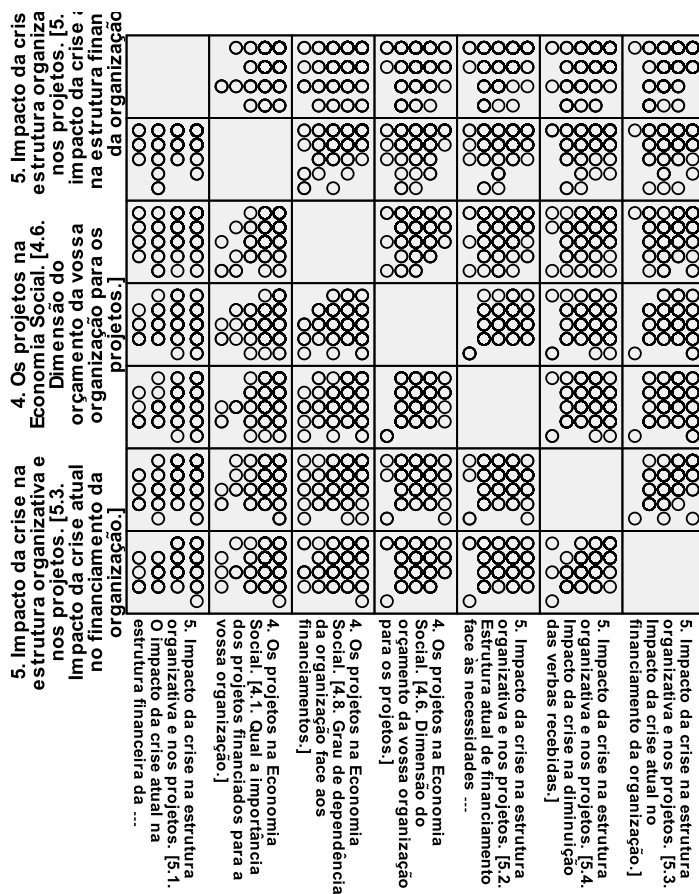 5. Impacto da cris
estrutura organiza
nos projetos. [5.
impacto da crise
na estrutura finan
da organização
4. Os projetos na
Economia Social. [4.6.
Dimensão do
orçamento da vossa
organização para os
projetos.]
5. Impacto da crise na
estrutura organizativa e
nos projetos. [5.3.
Impacto da crise atual
no financiamento da
organização.]
5. Impacto da crise na estrutura
organizativa e nos projetos. [5.1.
O impacto da crise atual na
estrutura financeira da ...
4. Os projetos na Economia
Social. [4.1. Qual a importância
dos projetos financiados para a
vossa organização.]
4. Os projetos na Economia
Social. [4.8. Grau de dependência
da organização face aos
financiamentos.]
4. Os projetos na Economia
Social. [4.6. Dimensão do
orçamento da vossa organização
para os projetos.]
5. Impacto da crise na estrutura
organizativa e nos projetos. [5.2.
Estrutura atual de financiamento
face às necessidades ...
5. Impacto da crise na estrutura
organizativa e nos projetos. [5.4.
Impacto da crise na diminuição
das verbas recebidas.]
5. Impacto da crise na estrutura
organizativa e nos projetos. [5.3.
Impacto da crise atual no
financiamento da organização.]